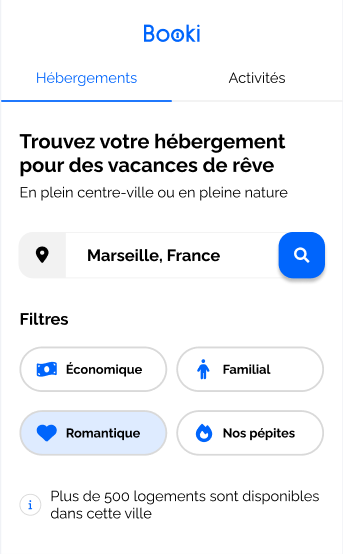 Booki
Hébergements
Activités
Trouvez votre hébergement
pour des vacances de rêve
En plein centre-ville ou en pleine nature
Marseille, France
Filtres
Économique
Familial
Romantique
Nos pépites
i
Plus de 500 logements sont disponibles
dans cette ville